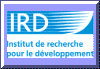 IRD
Institut de recherche
pour le développement